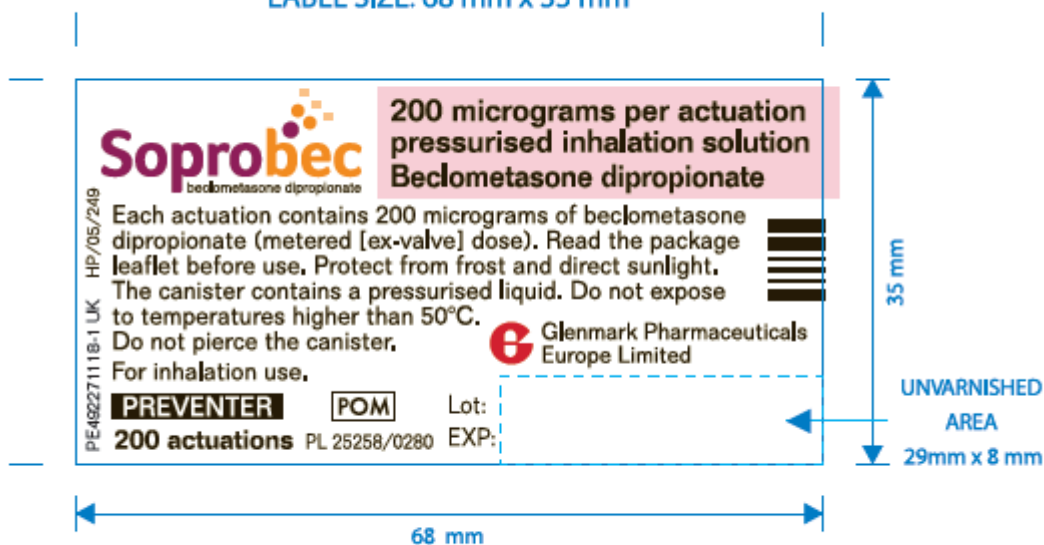 LABEL SIZE: 68 mm x 35 mm
Soprobec
beclometasone dipropionate
200 micrograms per actuation
pressurised inhalation solution
Beclometasone dipropionate
Each actuation contains 200 micrograms of beclometasone
dipropionate (metered [ex-valve] dose). Read the package
leaflet before use. Protect from frost and direct sunlight.
The canister contains a pressurised liquid. Do not expose
to temperatures higher than 50°C.
Do not pierce the canister.
For inhalation use.
Glenmark Pharmaceuticals
Europe Limited
PREVENTER
POM
200 actuations PL 25258/0280
Lot:
EXP:
PE492271118-1 UK HP/05/249
35 mm
UNVARNISHED
AREA
29mm x 8 mm
68 mm